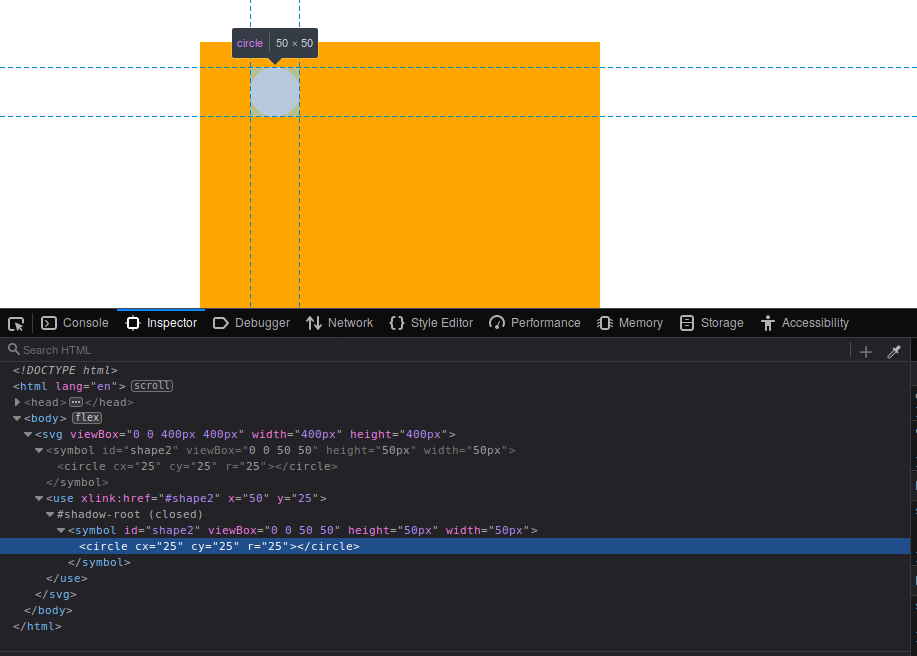 circle 50 × 50
Console Inspector Debugger Network Style Editor Performance Memory Storage Accessibility
Search HTML
<!DOCTYPE html>
<html lang="en"> scroll
<head> ••• </head>
<body> flex
<svg viewBox="0 0 400px 400px" width="400px" height="400px">
<symbol id="shape2" viewBox="0 0 50 50" height="50px" width="50px">
<circle cx="25" cy="25" r="25"></circle>
</symbol>
<use xlink:href="#shape2" x="50" y="25">
#shadow-root (closed)
<symbol id="shape2" viewBox="0 0 50 50" height="50px" width="50px">
<circle cx="25" cy="25" r="25"></circle>
</symbol>
</use>
</svg>
</body>
</html>